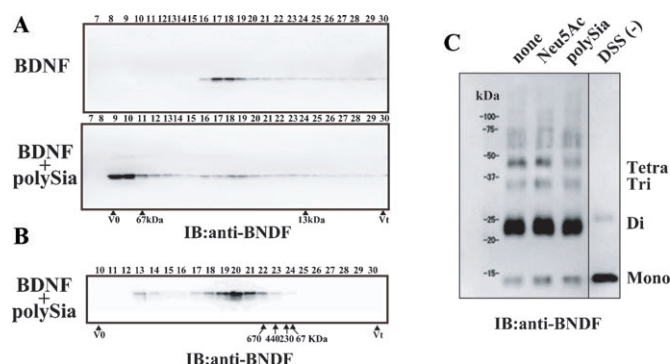 A
7 8 9 10 11 12 13 14 15 16 17 18 19 20 21 22 23 24 25 26 27 28 29 30
BDNF
7 8 9 10 11 12 13 14 15 16 17 18 19 20 21 22 23 24 25 26 27 28 29 30
BDNF
+
polySia
V0 67kDa 13kDa Vt
IB:anti-BNDF
B
10 11 12 13 14 15 16 17 18 19 20 21 22 23 24 25 26 27 28 29 30
BDNF
+
polySia
V0 670 440 230 67 KDa Vt
IB:anti-BNDF
C
none Neu5Ac polySia DSS (-)
kDa
-100-
-75-
50-
-37-
-25-
-20-
-15-
Tetra
Tri
Di
Mono
IB:anti-BNDF